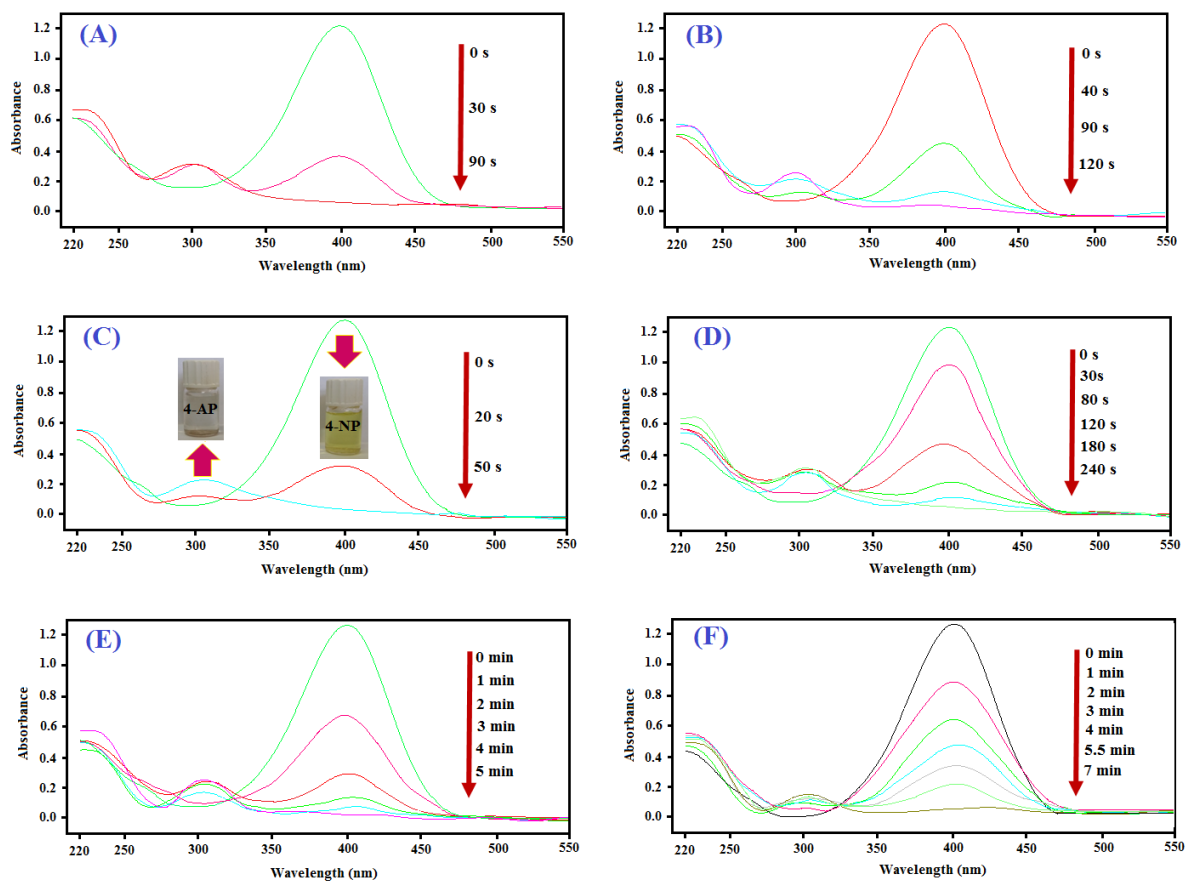 (A)
1.2
1.0
0.8
0.6
0.4
0.2
0.0
Absorbance
0 s
30 s
90 s
220 250 300 350 400 450 500 550
Wavelength (nm)
(B)
1.2
1.0
0.8
0.6
0.4
0.2
0.0
Absorbance
0 s
40 s
90 s
120 s
220 250 300 350 400 450 500 550
Wavelength (nm)
(C)
1.2
1.0
0.8
0.6
0.4
0.2
0.0
Absorbance
4-AP
4-NP
0 s
20 s
50 s
220 250 300 350 400 450 500 550
Wavelength (nm)
(D)
1.2
1.0
0.8
0.6
0.4
0.2
0.0
Absorbance
0 s
30s
80 s
120 s
180 s
240 s
220 250 300 350 400 450 500 550
Wavelength (nm)
(E)
1.2
1.0
0.8
0.6
0.4
0.2
0.0
Absorbance
0 min
1 min
2 min
3 min
4 min
5 min
220 250 300 350 400 450 500 550
Wavelength (nm)
(F)
1.2
1.0
0.8
0.6
0.4
0.2
0.0
Absorbance
0 min
1 min
2 min
3 min
4 min
5.5 min
7 min
220 250 300 350 400 450 500 550
Wavelength (nm)